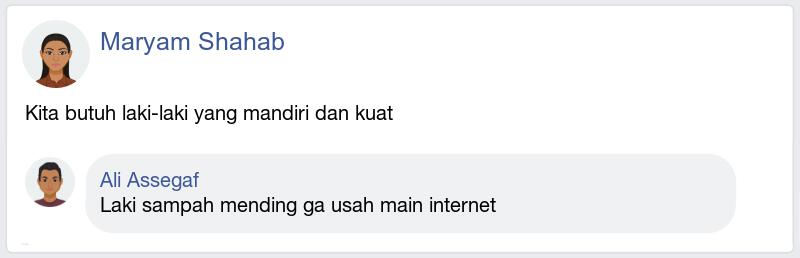 Maryam Shahab
Kita butuh laki-laki yang mandiri dan kuat
Ali Assegaf
Laki sampah mending ga usah main internet